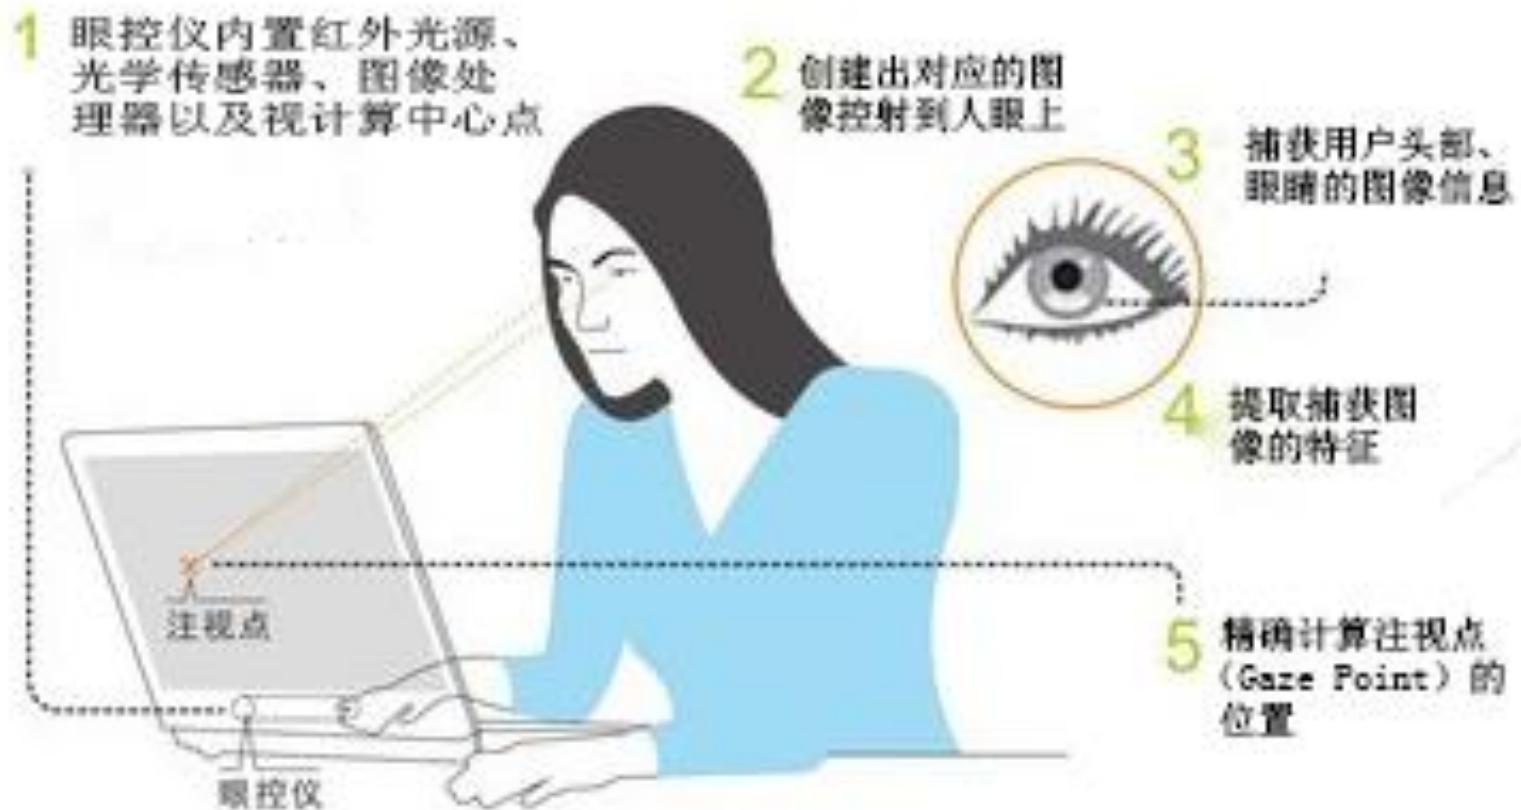 1
眼控仪内置红外光源、
光学传感器、图像处
理器以及视计算中心点
2
创建出对应的图
像控射到人眼上
3
捕获用户头部、
眼睛的图像信息
4
提取捕获图
像的特征
注视点
5
精确计算注视点
(Gaze Point) 的
位置
眼控仪